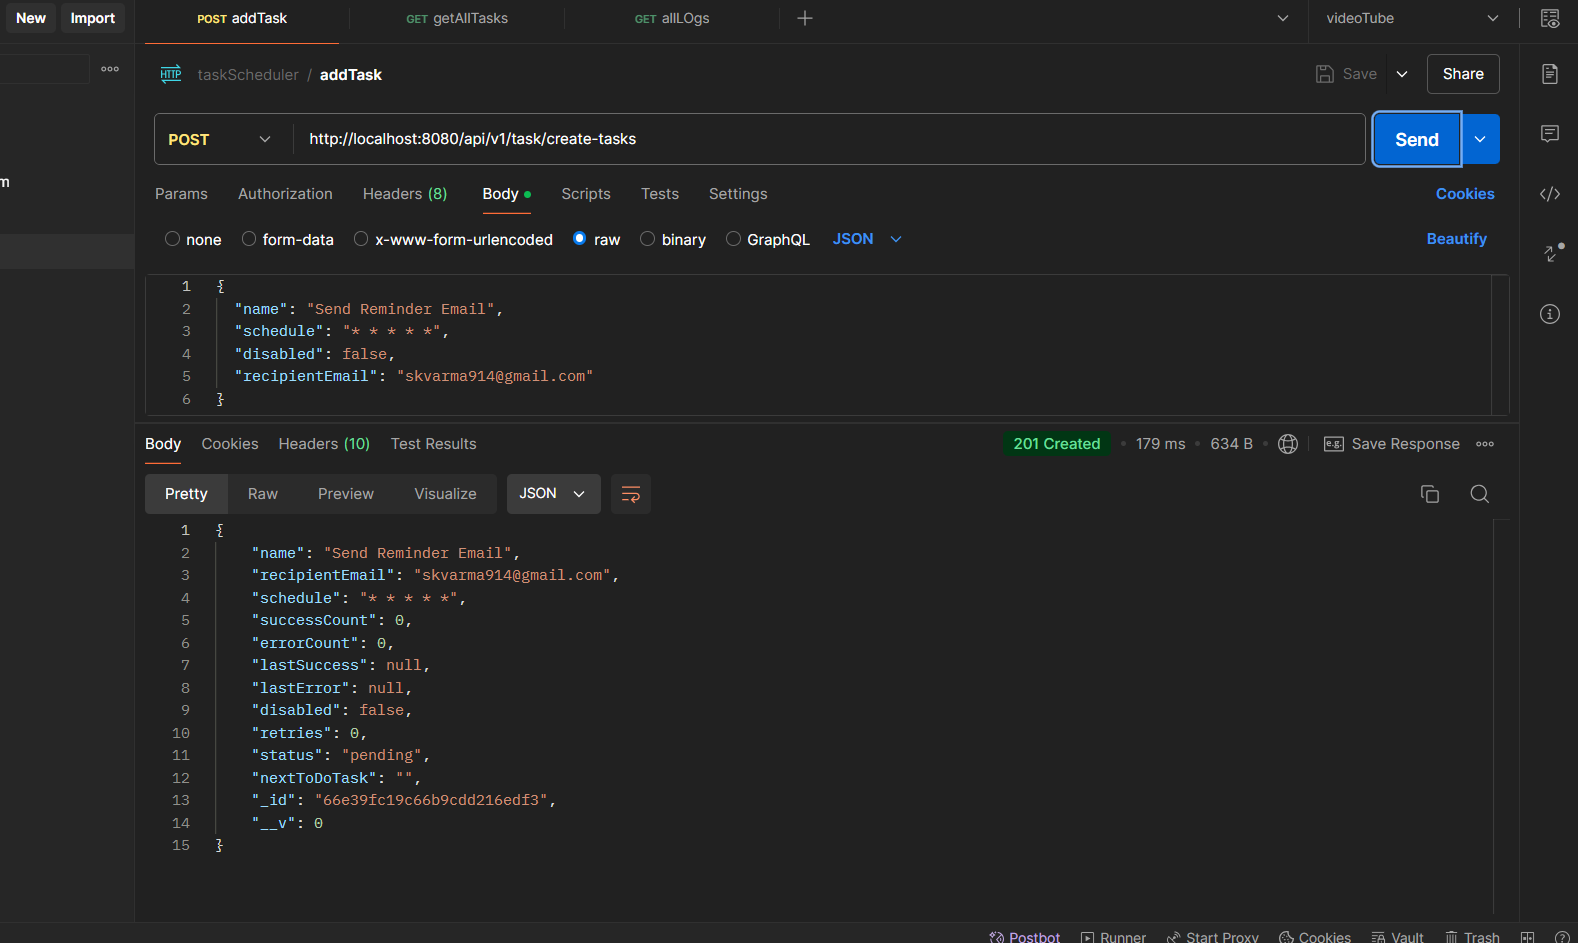 New Import POST addTask GET getAllTasks GET allLOgs videoTube
taskScheduler / addTask Save Share
POST http://localhost:8080/api/v1/task/create-tasks Send
m
Params Authorization Headers (8) Body Scripts Tests Settings Cookies
none form-data x-www-form-urlencoded raw binary GraphQL JSON Beautify
1 {
2 "name": "Send Reminder Email",
3 "schedule": "* * * * *",
4 "disabled": false,
5 "recipientEmail": "skvarma914@gmail.com"
6 }
Body Cookies Headers (10) Test Results 201 Created • 179 ms • 634 B • e.g. Save Response
Pretty Raw Preview Visualize JSON
1 {
2 "name": "Send Reminder Email",
3 "recipientEmail": "skvarma914@gmail.com",
4 "schedule": "* * * * *",
5 "successCount": 0,
6 "errorCount": 0,
7 "lastSuccess": null,
8 "lastError": null,
9 "disabled": false,
10 "retries": 0,
11 "status": "pending",
12 "nextToDoTask": "",
13 "_id": "66e39fc19c66b9cdd216edf3",
14 "__v": 0
15 }
Postbot Runner Start Proxy Cookies Vault Trash